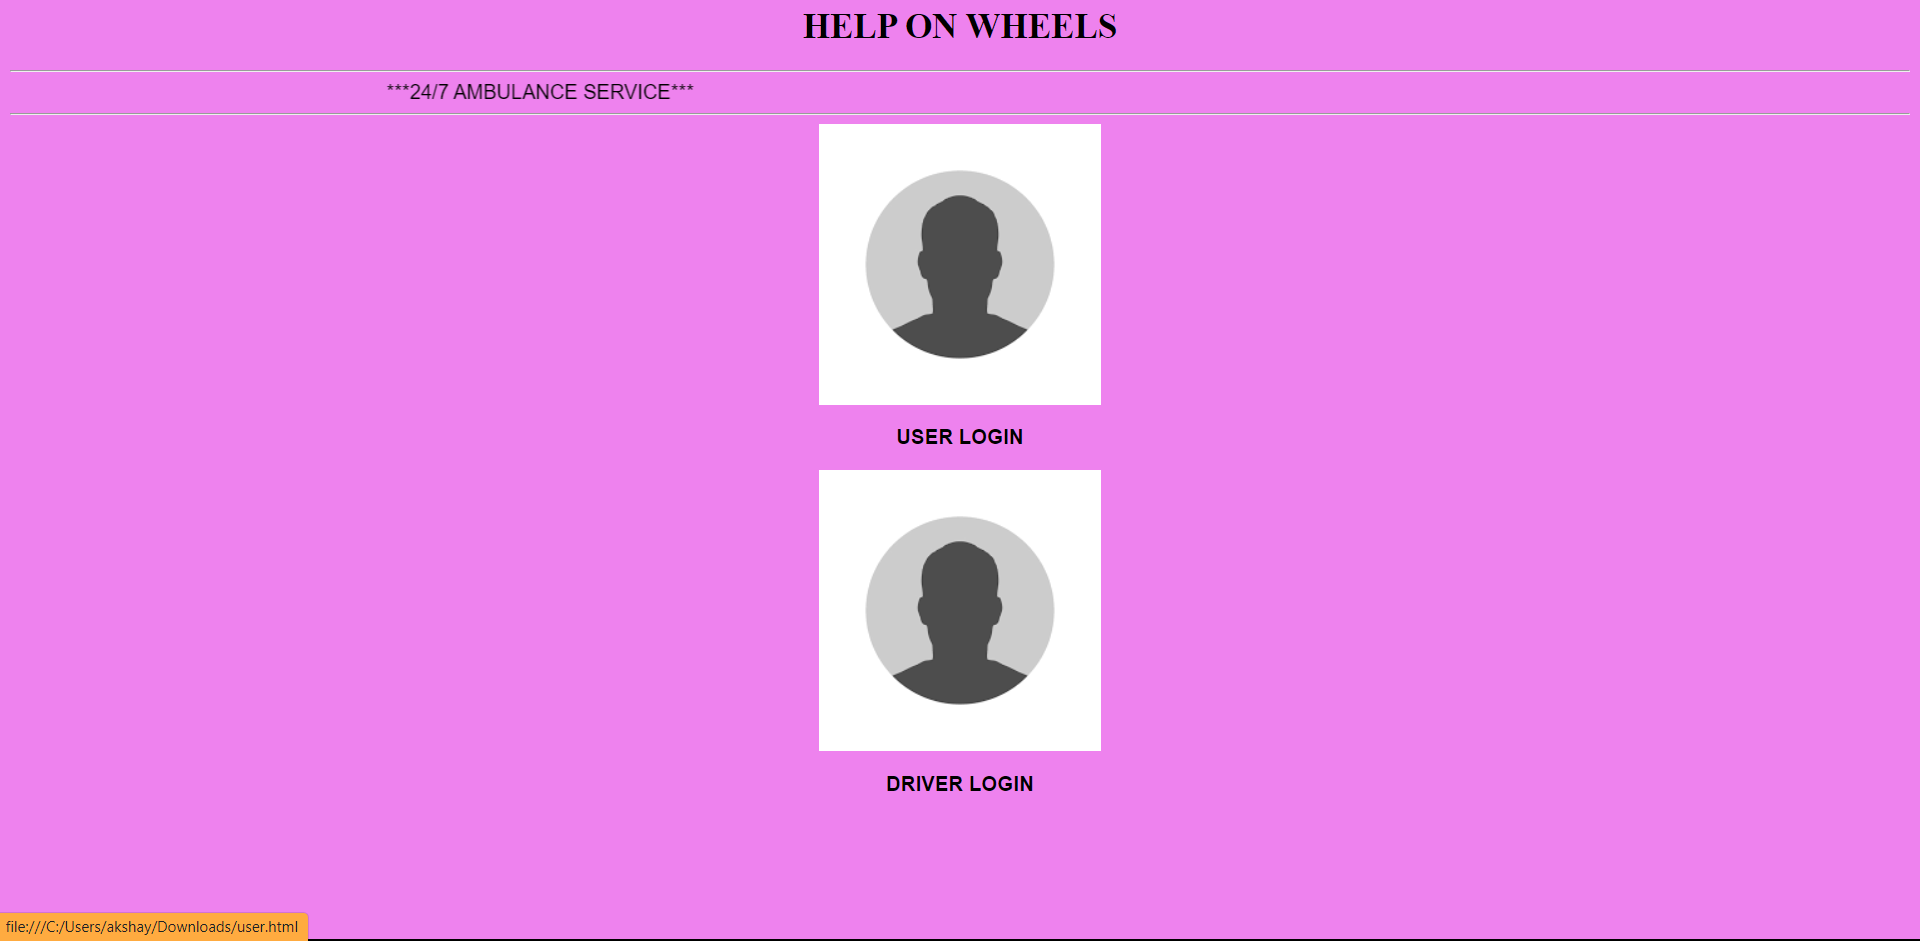 HELP ON WHEELS
***24/7 AMBULANCE SERVICE***
USER LOGIN
DRIVER LOGIN
file:///C:/Users/akshay/Downloads/user.html